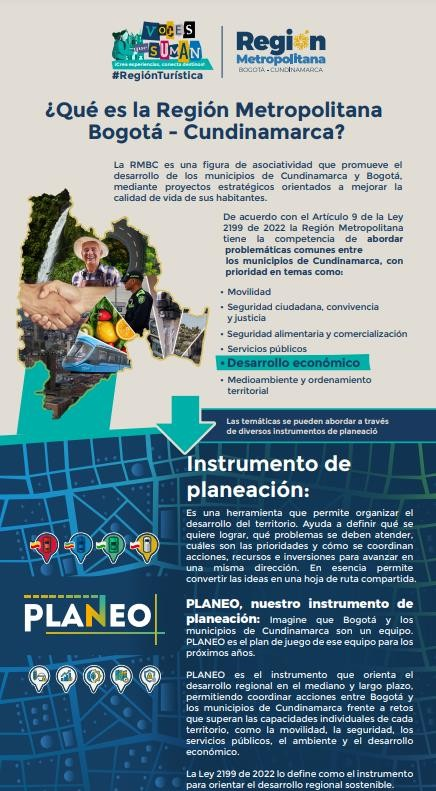 VOCES
que
SUMAN
¡Crea experiencias, conecta destinos!
#RegiónTurística
Región
Metropolitana
BOGOTÁ - CUNDINAMARCA
¿Qué es la Región Metropolitana
Bogotá - Cundinamarca?
La RMBC es una figura de asociatividad que promueve el
desarrollo de los municipios de Cundinamarca y Bogotá,
mediante proyectos estratégicos orientados a mejorar la
calidad de vida de sus habitantes.
De acuerdo con el Artículo 9 de la Ley
2199 de 2022 la Región Metropolitana
tiene la competencia de abordar
problemáticas comunes entre
los municipios de Cundinamarca, con
prioridad en temas como:
• Movilidad
• Seguridad ciudadana, convivencia
y justicia
• Seguridad alimentaria y comercialización
• Servicios públicos
• Desarrollo económico
• Medioambiente y ordenamiento
territorial
Las temáticas se pueden abordar a través
de diversos instrumentos de planeació
Instrumento de
planeación:
Es una herramienta que permite organizar el
desarrollo del territorio. Ayuda a definir qué se
quiere lograr, qué problemas se deben atender,
cuáles son las prioridades y cómo se coordinan
acciones, recursos e inversiones para avanzar en
una misma dirección. En esencia permite
convertir las ideas en una hoja de ruta compartida.
PLANEO
PLANEO, nuestro instrumento de
planeación: Imagine que Bogotá y los
municipios de Cundinamarca son un equipo.
PLANEO es el plan de juego de ese equipo para los
próximos años.
PLANEO es el instrumento que orienta el
desarrollo regional en el mediano y largo plazo,
permitiendo coordinar acciones entre Bogotá y
los municipios de Cundinamarca frente a retos
que superan las capacidades individuales de cada
territorio, como la movilidad, la seguridad, los
servicios públicos, el ambiente y el desarrollo
económico.
La Ley 2199 de 2022 lo define como el instrumento
para orientar el desarrollo regional sostenible.